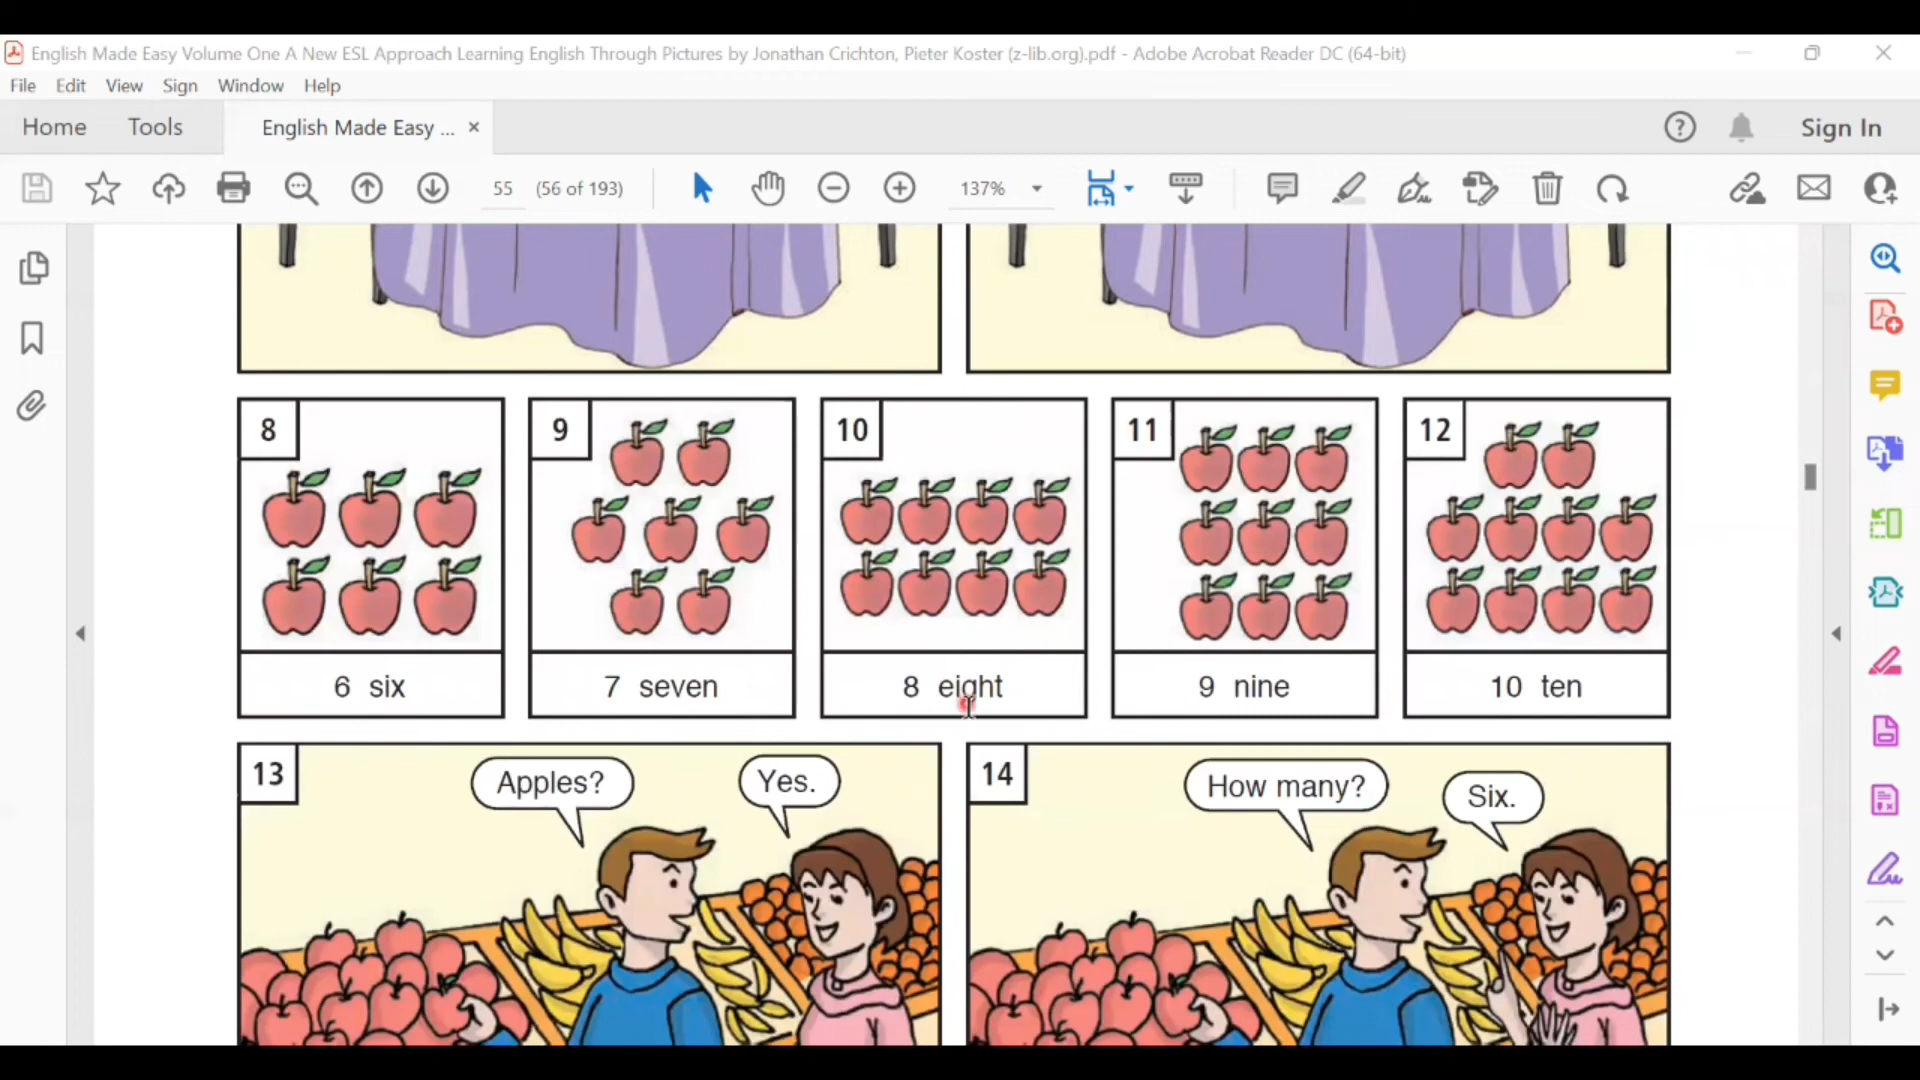 English Made Easy Volume One A New ESL Approach Learning English Through Pictures by Jonathan Crichton, Pieter Koster (z-lib.org).pdf - Adobe Acrobat Reader DC (64-bit)
File Edit View Sign Window Help
Home Tools English Made Easy ... × ? Sign In
55 (56 of 193) 137%
8 9 10 11 12
6 six 7 seven 8 eight 9 nine 10 ten
13 Apples? Yes. 14 How many? Six.